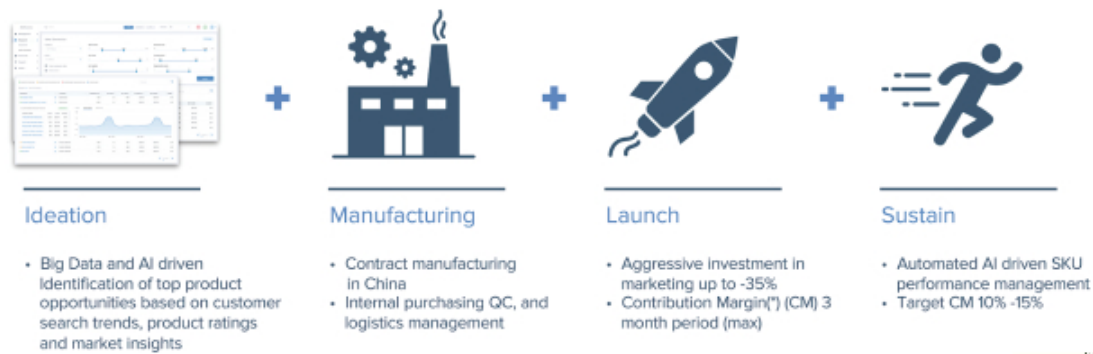 Ideation
• Big Data and AI driven
Identification of top product
opportunities based on customer
search trends, product ratings
and market insights
Manufacturing
• Contract manufacturing
in China
• Internal purchasing QC, and
logistics management
Launch
• Aggressive investment in
marketing up to -35%
• Contribution Margin(*) (CM) 3
month period (max)
Sustain
• Automated AI driven SKU
performance management
• Target CM 10% -15%